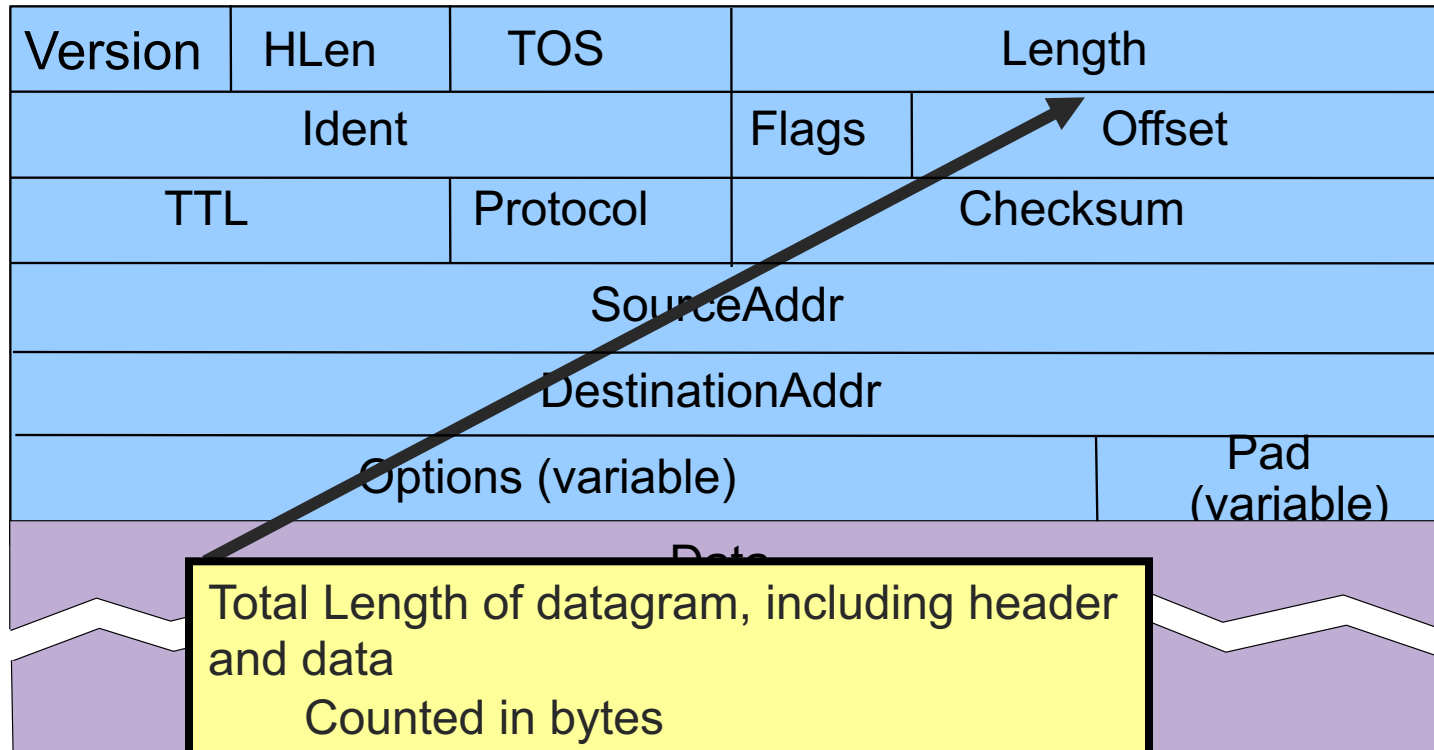 Version HLen TOS Length
Ident Flags Offset
TTL Protocol Checksum
SourceAddr
DestinationAddr
Options (variable) Pad
(variable)
Data
Total Length of datagram, including header
and data
Counted in bytes